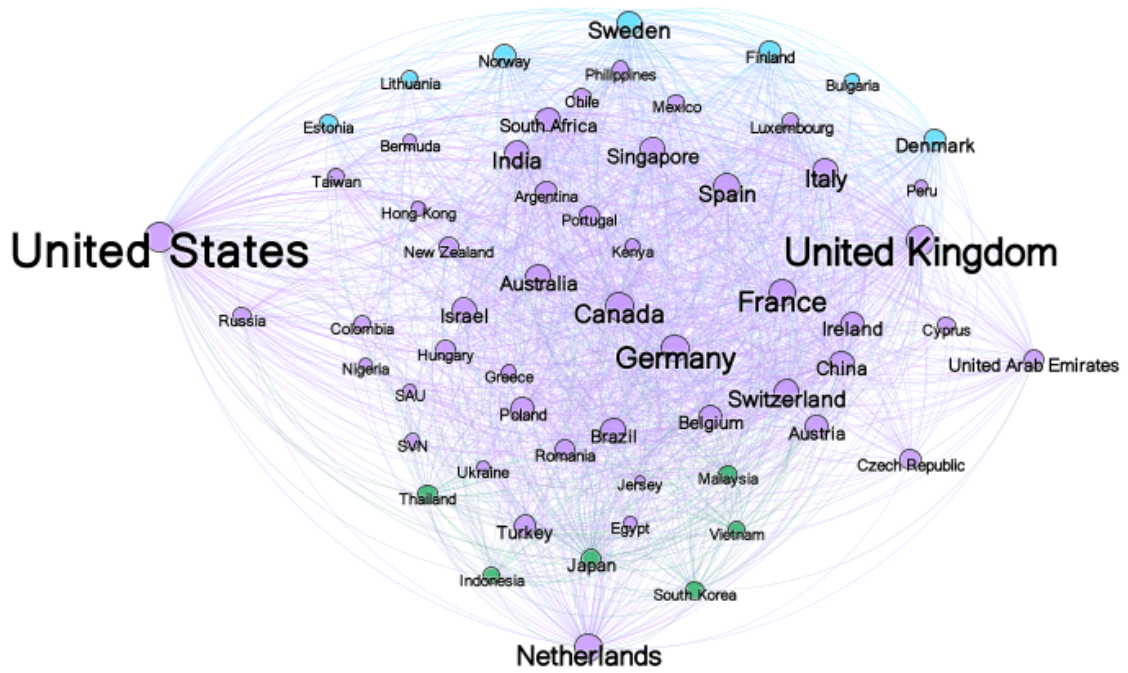 Sweden
Norway
Finland
Philippines
Lithuania
Bulgaria
Chile
Mexico
South Africa
Estonia
Luxembourg
Bermuda
Denmark
India
Singapore
Taiwan
Italy
Spain
Peru
Argentina
Hong Kong
Portugal
United States
New Zealand
Kenya
United Kingdom
Australia
France
Russia
Israel
Canada
Colombia
Ireland
Cyprus
Hungary
Germany
Nigeria
Greece
China
United Arab Emirates
SAU
Switzerland
Poland
Belgium
Brazil
Austria
SVN
Romania
Czech Republic
Ukraine
Jersey
Malaysia
Thailand
Turkey
Egypt
Vietnam
Japan
Indonesia
South Korea
Netherlands